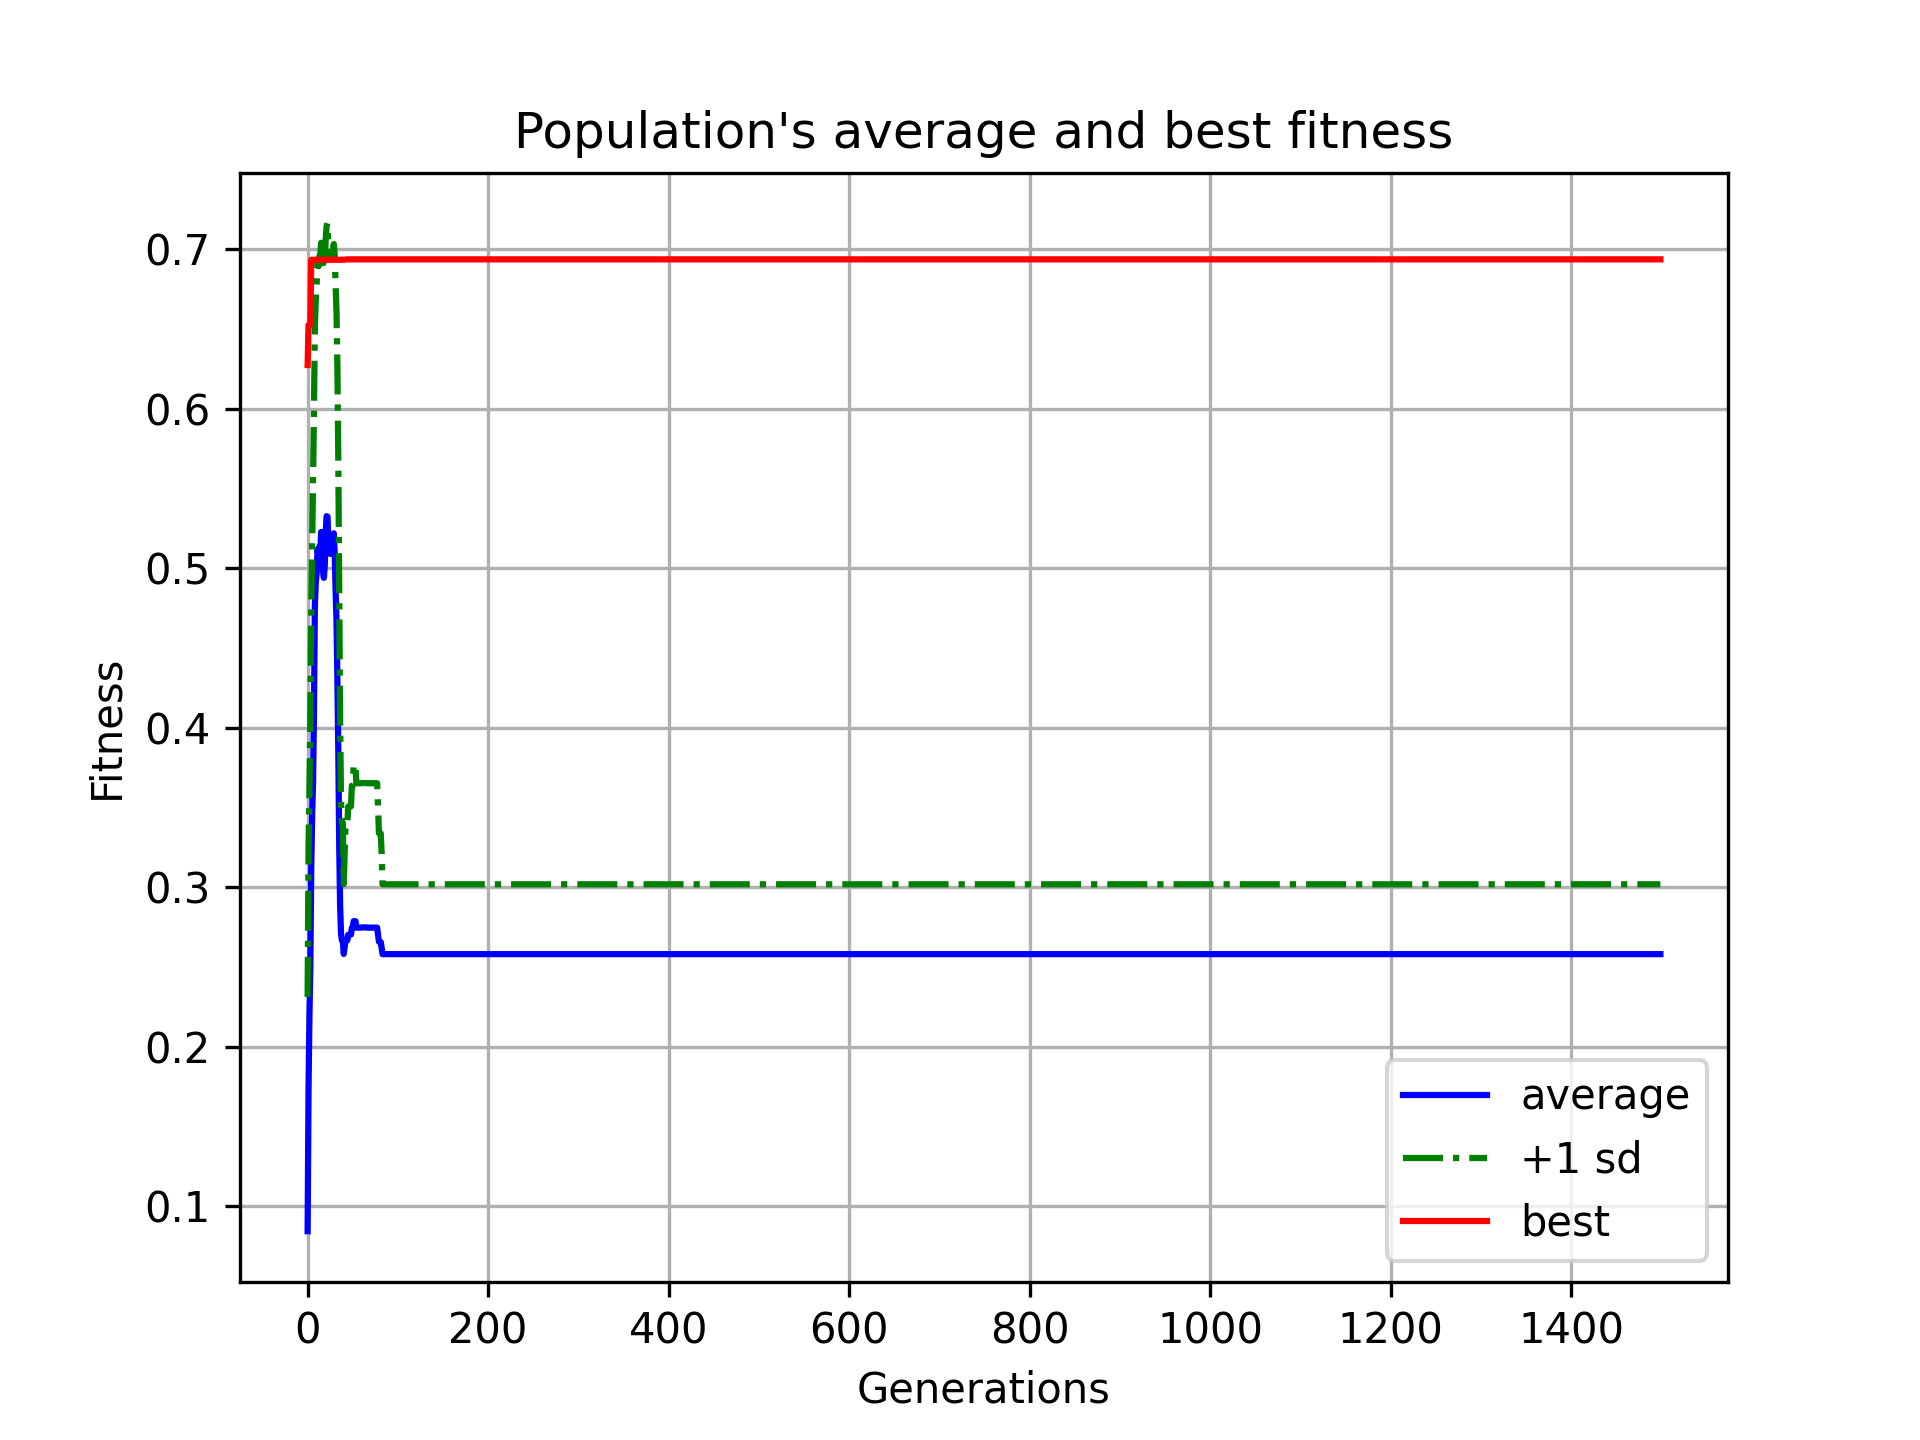 Population's average and best fitness
0.7
0.6
0.5
0.4
0.3
0.2
0.1
Fitness
average
+1 sd
best
0 200 400 600 800 1000 1200 1400
Generations